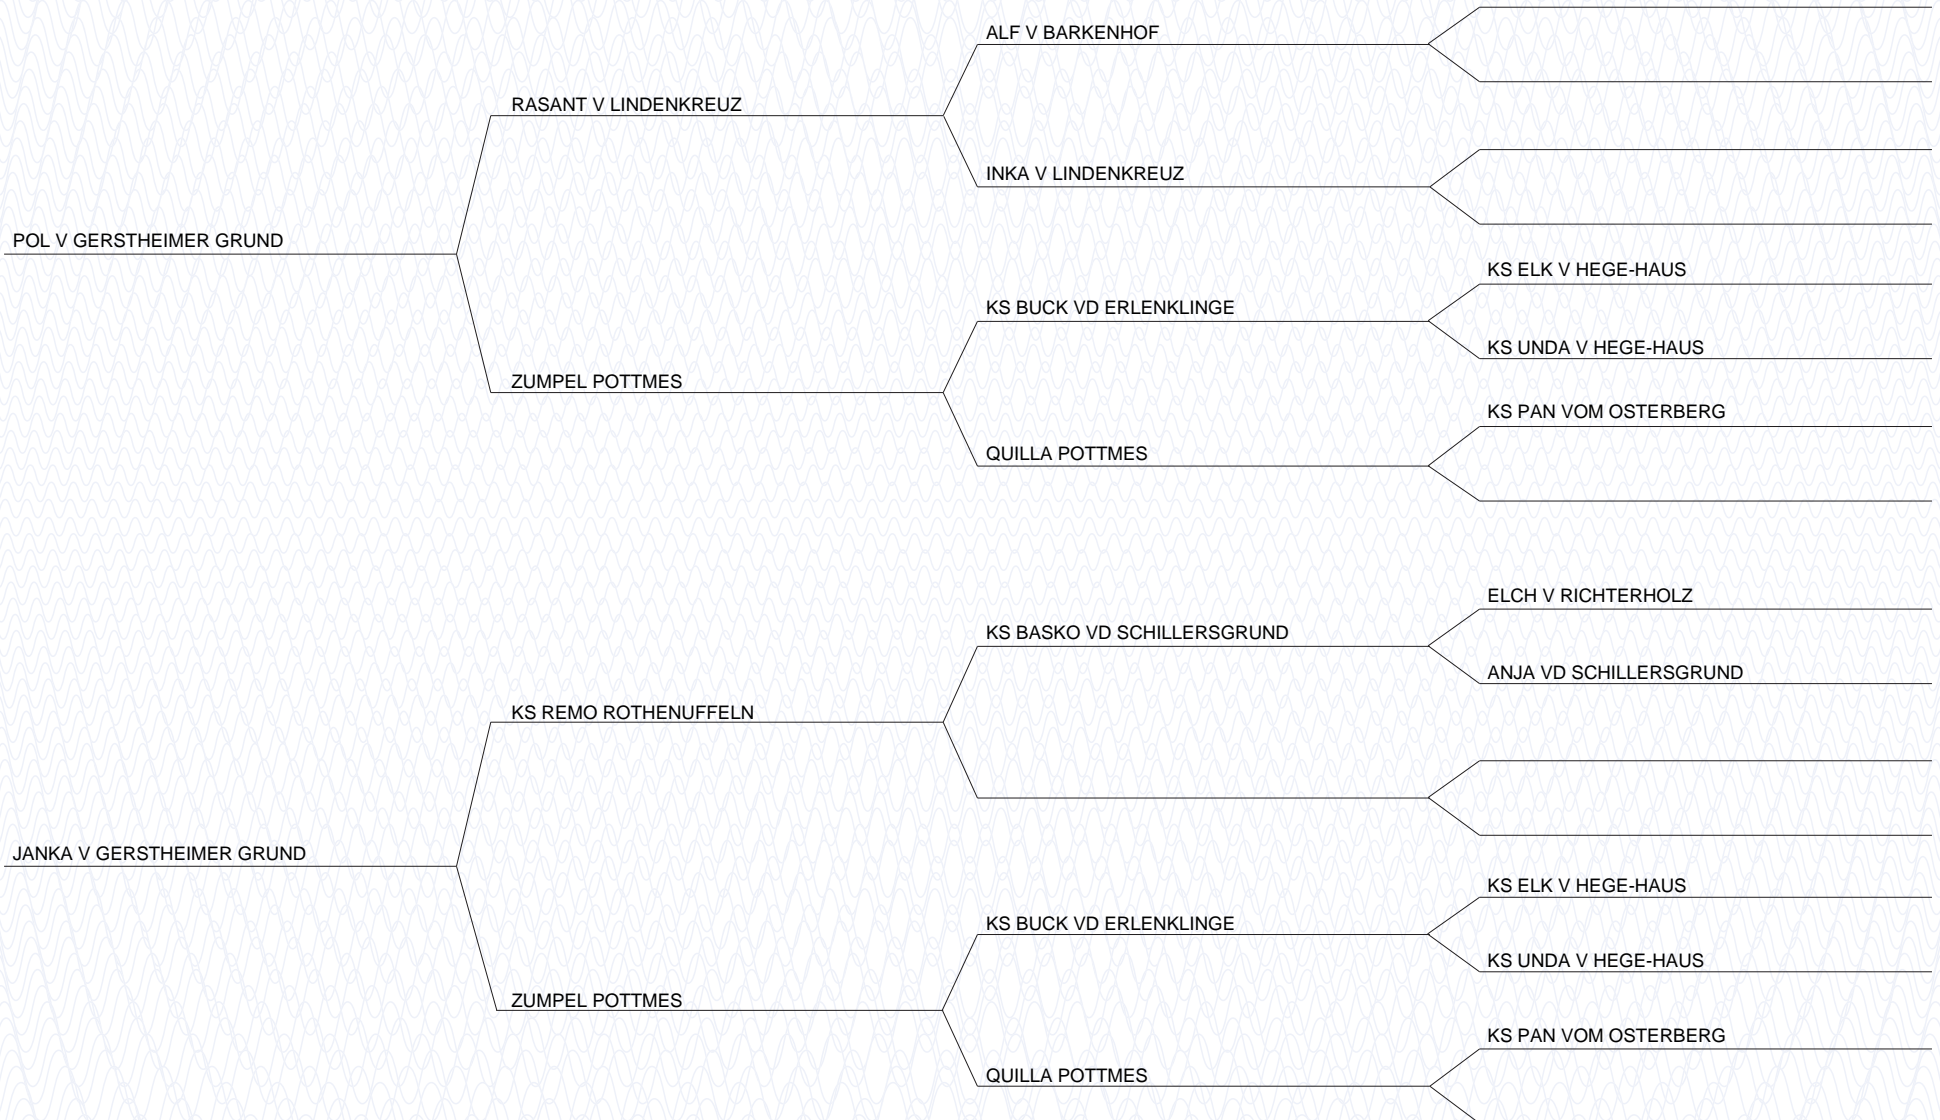 ALF V BARKENHOF
RASANT V LINDENKREUZ
INKA V LINDENKREUZ
POL V GERSTHEIMER GRUND
KS ELK V HEGE-HAUS
KS BUCK VD ERLENKLINGE
KS UNDA V HEGE-HAUS
ZUMPEL POTTMES
KS PAN VOM OSTERBERG
QUILLA POTTMES
ELCH V RICHTERHOLZ
KS BASKO VD SCHILLERSGRUND
ANJA VD SCHILLERSGRUND
KS REMO ROTHENUFFELN
JANKA V GERSTHEIMER GRUND
KS ELK V HEGE-HAUS
KS BUCK VD ERLENKLINGE
KS UNDA V HEGE-HAUS
ZUMPEL POTTMES
KS PAN VOM OSTERBERG
QUILLA POTTMES